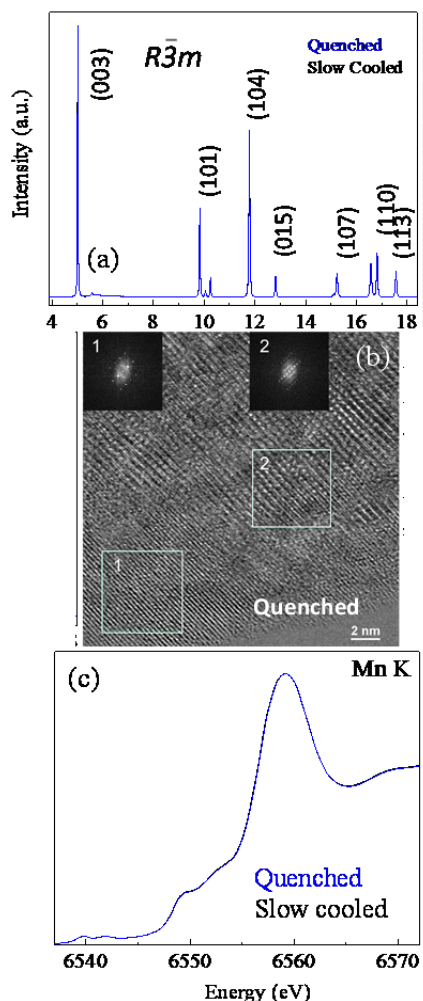 R3̅m
Quenched
Slow Cooled
(003)
(101)
(104)
(015)
(107)
(110)
(113)
Intensity (a.u.)
(a)
4 6 8 10 12 14 16 18
1
2
(b)
2
1
Quenched
2 nm
(c)
Mn K
Quenched
Slow cooled
6540 6550 6560 6570
Energy (eV)